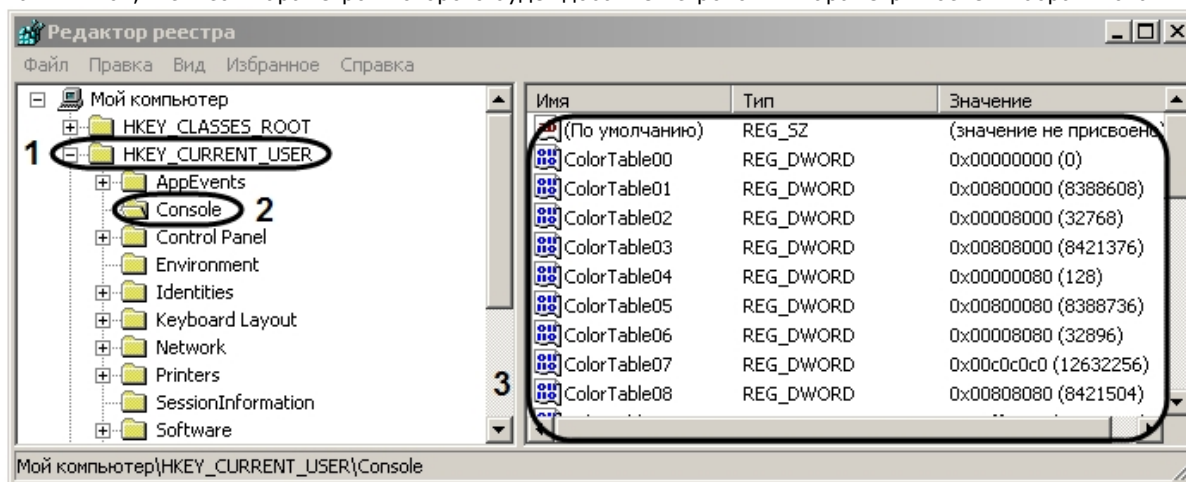 Редактор реестра
Файл Правка Вид Избранное Справка
Мой компьютер
HKEY_CLASSES_ROOT
1 HKEY_CURRENT_USER
AppEvents
Console 2
Control Panel
Environment
Identities
Keyboard Layout
Network
Printers
SessionInformation
Software
3
Имя Тип Значение
(По умолчанию) REG_SZ (значение не присвоено)
ColorTable00 REG_DWORD 0x00000000 (0)
ColorTable01 REG_DWORD 0x00800000 (8388608)
ColorTable02 REG_DWORD 0x00008000 (32768)
ColorTable03 REG_DWORD 0x00808000 (8421376)
ColorTable04 REG_DWORD 0x00000080 (128)
ColorTable05 REG_DWORD 0x00800080 (8388736)
ColorTable06 REG_DWORD 0x00008080 (32896)
ColorTable07 REG_DWORD 0x00c0c0c0 (12632256)
ColorTable08 REG_DWORD 0x00808080 (8421504)
Мой компьютер\HKEY_CURRENT_USER\Console